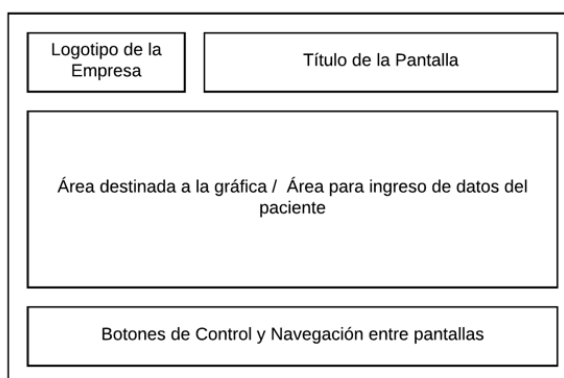 Logotipo de la
Empresa
Título de la Pantalla
Área destinada a la gráfica / Área para ingreso de datos del
paciente
Botones de Control y Navegación entre pantallas